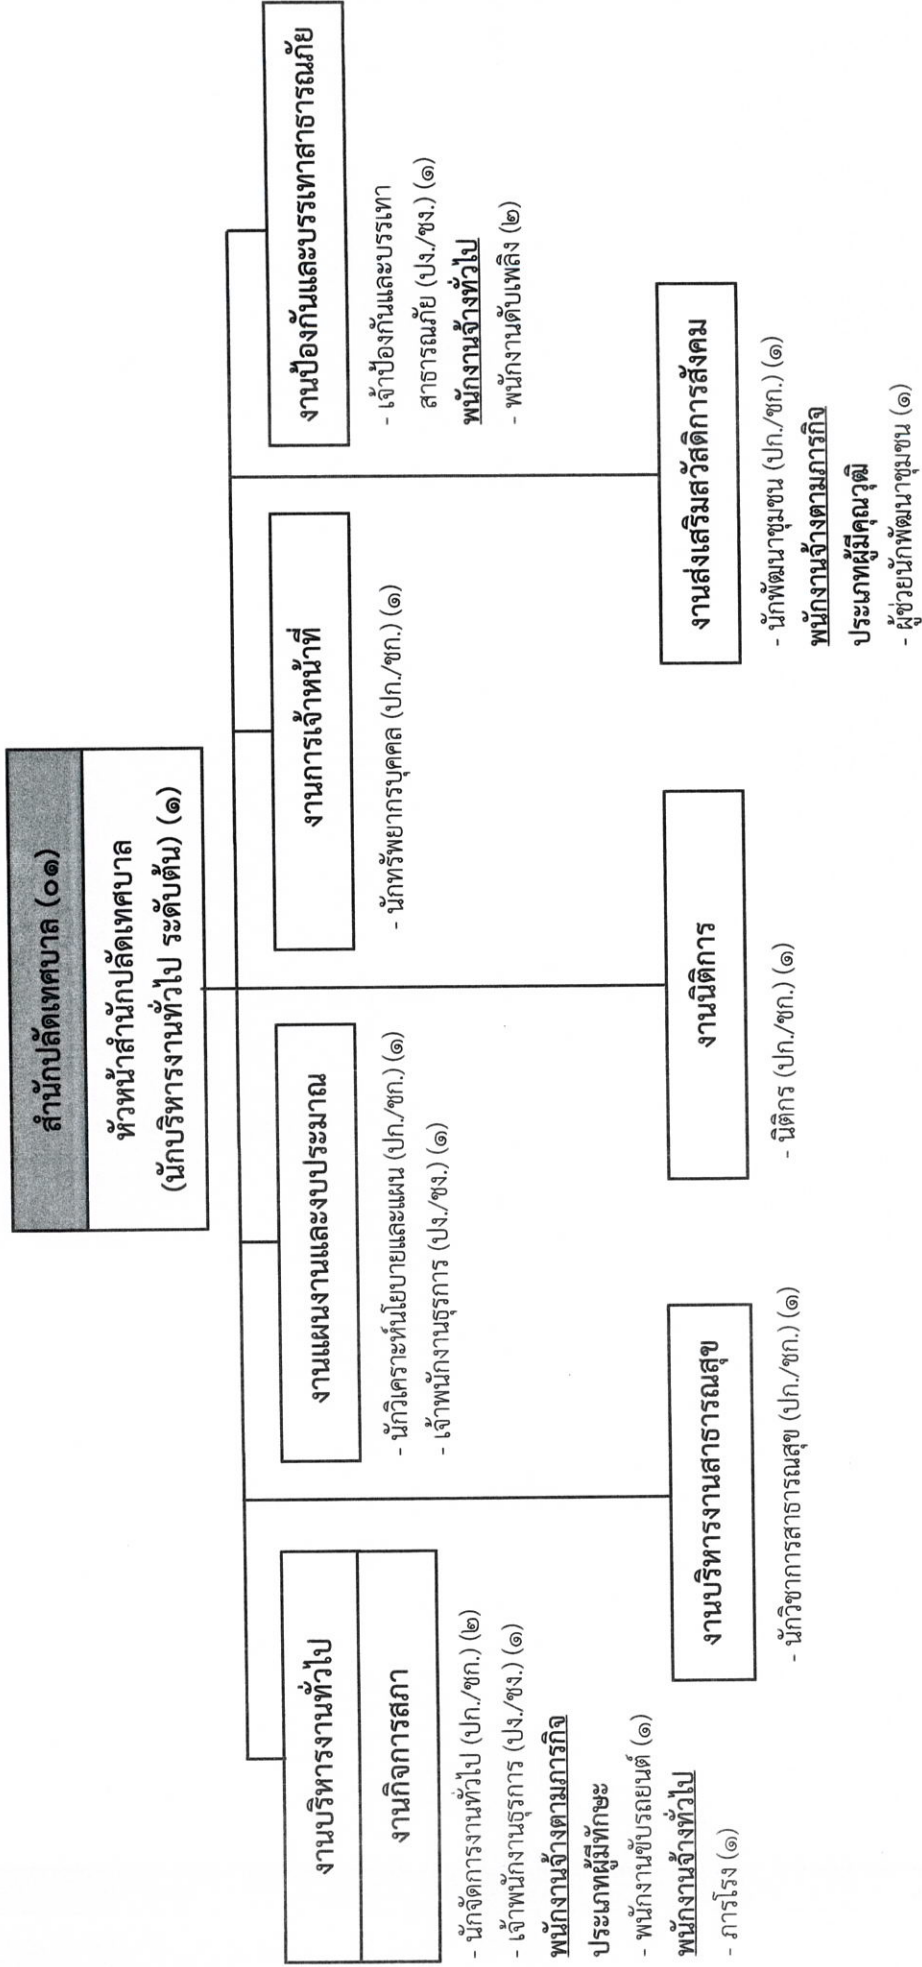 สำนักปลัดเทศบาล (๐๑)
หัวหน้าสำนักปลัดเทศบาล
(นักบริหารงานทั่วไป ระดับต้น) (๑)
งานบริหารงานทั่วไป
งานกิจการสภา
- นักจัดการงานทั่วไป (ปก./ชก.) (๒)
- เจ้าพนักงานธุรการ (ปง./ชง.) (๑)
พนักงานจ้างตามภารกิจ
ประเภทผู้มีทักษะ
- พนักงานขับรถยนต์ (๑)
พนักงานจ้างทั่วไป
- ภารโรง (๑)
งานแผนงานและงบประมาณ
- นักวิเคราะห์นโยบายและแผน (ปก./ชก.) (๑)
- เจ้าพนักงานธุรการ (ปง./ชง.) (๑)
งานการเจ้าหน้าที่
- นักทรัพยากรบุคคล (ปก./ชก.) (๑)
งานป้องกันและบรรเทาสาธารณภัย
- เจ้าป้องกันและบรรเทา
สาธารณภัย (ปง./ชง.) (๑)
พนักงานจ้างทั่วไป
- พนักงานดับเพลิง (๒)
งานบริหารงานสาธารณสุข
- นักวิชาการสาธารณสุข (ปก./ชก.) (๑)
งานนิติการ
- นิติกร (ปก./ชก.) (๑)
งานส่งเสริมสวัสดิการสังคม
- นักพัฒนาชุมชน (ปก./ชก.) (๑)
พนักงานจ้างตามภารกิจ
ประเภทผู้มีคุณวุฒิ
- ผู้ช่วยนักพัฒนาชุมชน (๑)